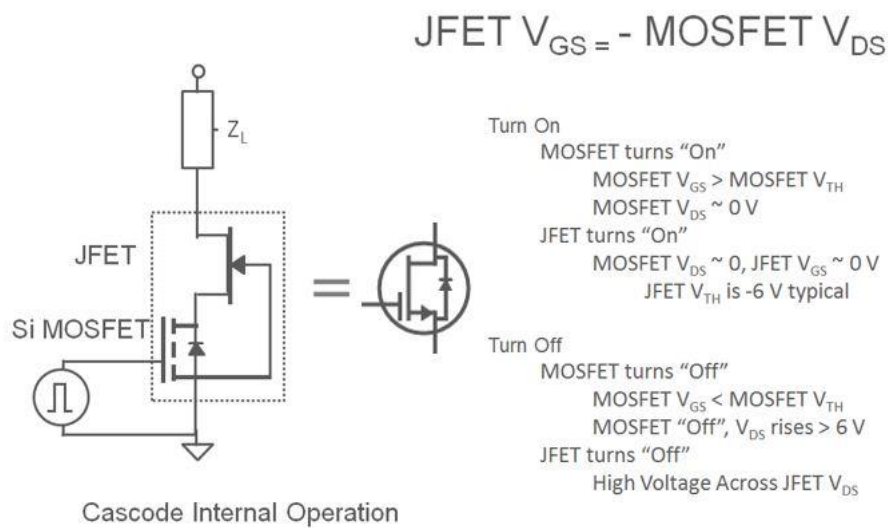 JFET VGS = - MOSFET VDS
ZL
JFET
Si MOSFET
Cascode Internal Operation
Turn On
MOSFET turns “On”
MOSFET VGS > MOSFET VTH
MOSFET VDS ~ 0 V
JFET turns “On”
MOSFET VDS ~ 0, JFET VGS ~ 0 V
JFET VTH is -6 V typical
Turn Off
MOSFET turns “Off”
MOSFET VGS < MOSFET VTH
MOSFET “Off”, VDS rises > 6 V
JFET turns “Off”
High Voltage Across JFET VDS